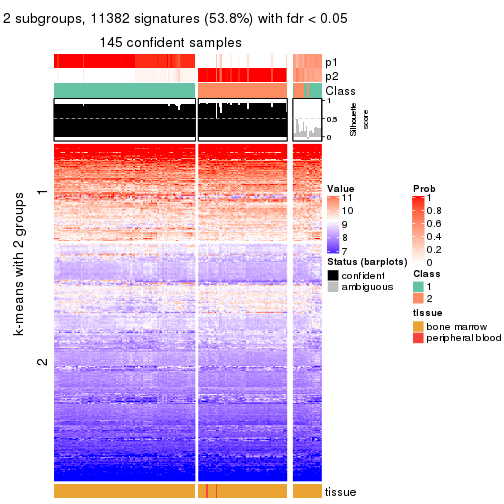 2 subgroups, 11382 signatures (53.8%) with fdr < 0.05
145 confident samples
p1
p2
Class
1
0.5
0
Silhouette
score
k-means with 2 groups
1
2
Value
11
10
9
8
7
Status (barplots)
confident
ambiguous
Prob
1
0.8
0.6
0.4
0.2
0
Class
1
2
tissue
bone marrow
peripheral blood
tissue